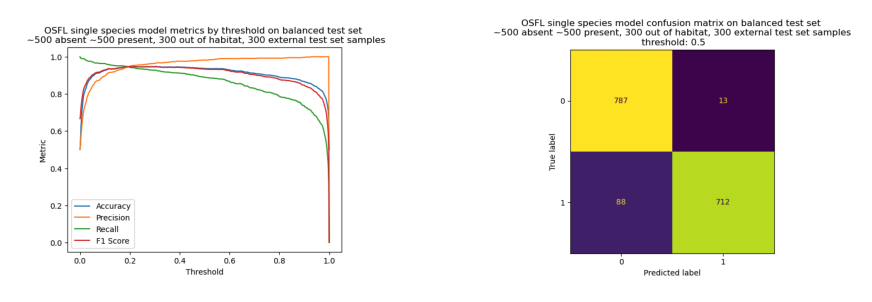 OSFL single species model metrics by threshold on balanced test set
~500 absent ~500 present, 300 out of habitat, 300 external test set samples
1.0
0.8
0.6
0.4
0.2
0.0
Metric
Accuracy
Precision
Recall
F1 Score
0.0 0.2 0.4 0.6 0.8 1.0
Threshold
OSFL single species model confusion matrix on balanced test set
~500 absent ~500 present, 300 out of habitat, 300 external test set samples
threshold: 0.5
True label
0 787 13
1 88 712
0 1
Predicted label